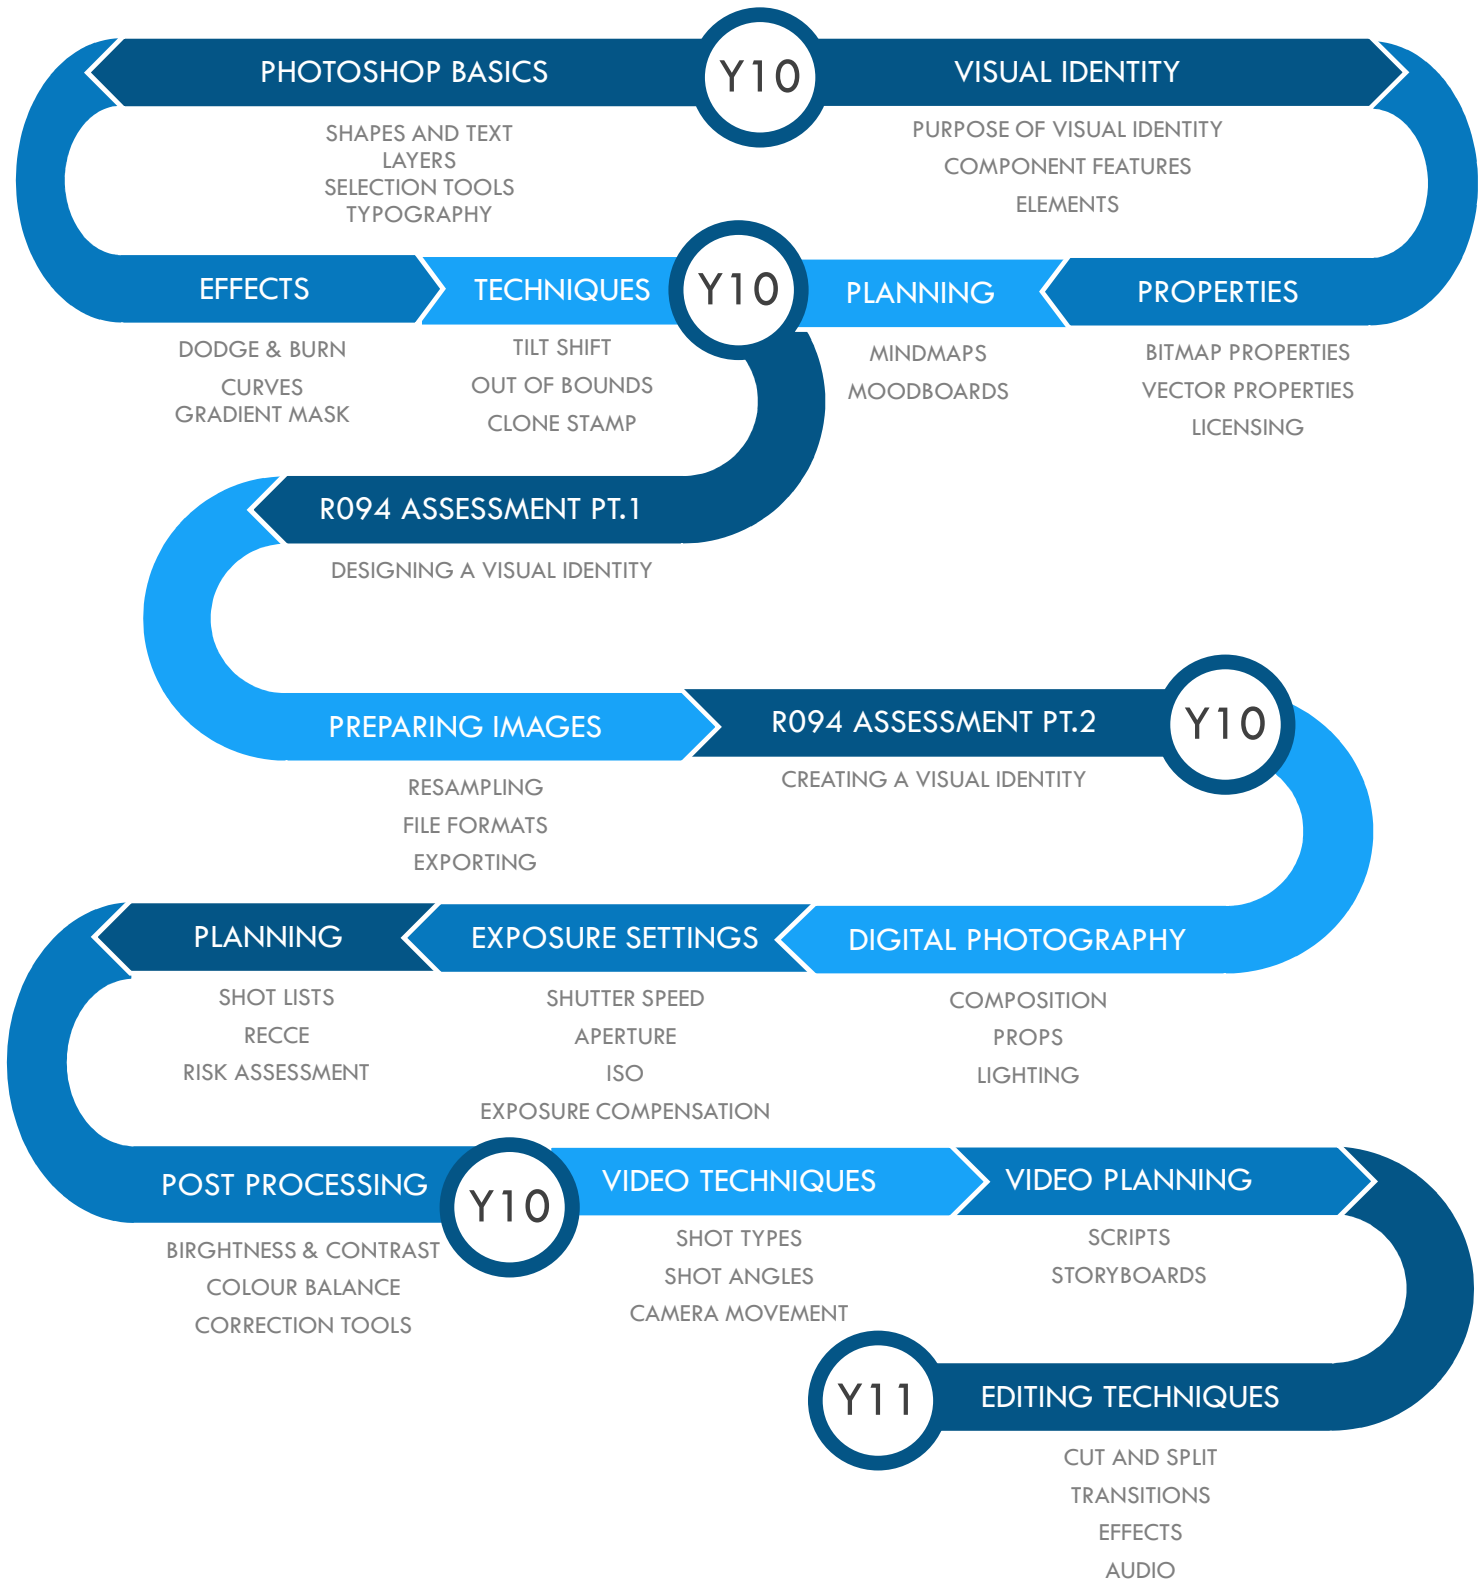 PHOTOSHOP BASICS
Y10
VISUAL IDENTITY
SHAPES AND TEXT
LAYERS
SELECTION TOOLS
TYPOGRAPHY
PURPOSE OF VISUAL IDENTITY
COMPONENT FEATURES
ELEMENTS
EFFECTS
TECHNIQUES
Y10
PLANNING
PROPERTIES
DODGE & BURN
CURVES
GRADIENT MASK
TILT SHIFT
OUT OF BOUNDS
CLONE STAMP
MINDMAPS
MOODBOARDS
BITMAP PROPERTIES
VECTOR PROPERTIES
LICENSING
R094 ASSESSMENT PT.1
DESIGNING A VISUAL IDENTITY
PREPARING IMAGES
R094 ASSESSMENT PT.2
Y10
RESAMPLING
FILE FORMATS
EXPORTING
CREATING A VISUAL IDENTITY
PLANNING
EXPOSURE SETTINGS
DIGITAL PHOTOGRAPHY
SHOT LISTS
RECCE
RISK ASSESSMENT
SHUTTER SPEED
APERTURE
ISO
EXPOSURE COMPENSATION
COMPOSITION
PROPS
LIGHTING
POST PROCESSING
Y10
VIDEO TECHNIQUES
VIDEO PLANNING
BIRGHTNESS & CONTRAST
COLOUR BALANCE
CORRECTION TOOLS
SHOT TYPES
SHOT ANGLES
CAMERA MOVEMENT
SCRIPTS
STORYBOARDS
Y11
EDITING TECHNIQUES
CUT AND SPLIT
TRANSITIONS
EFFECTS
AUDIO